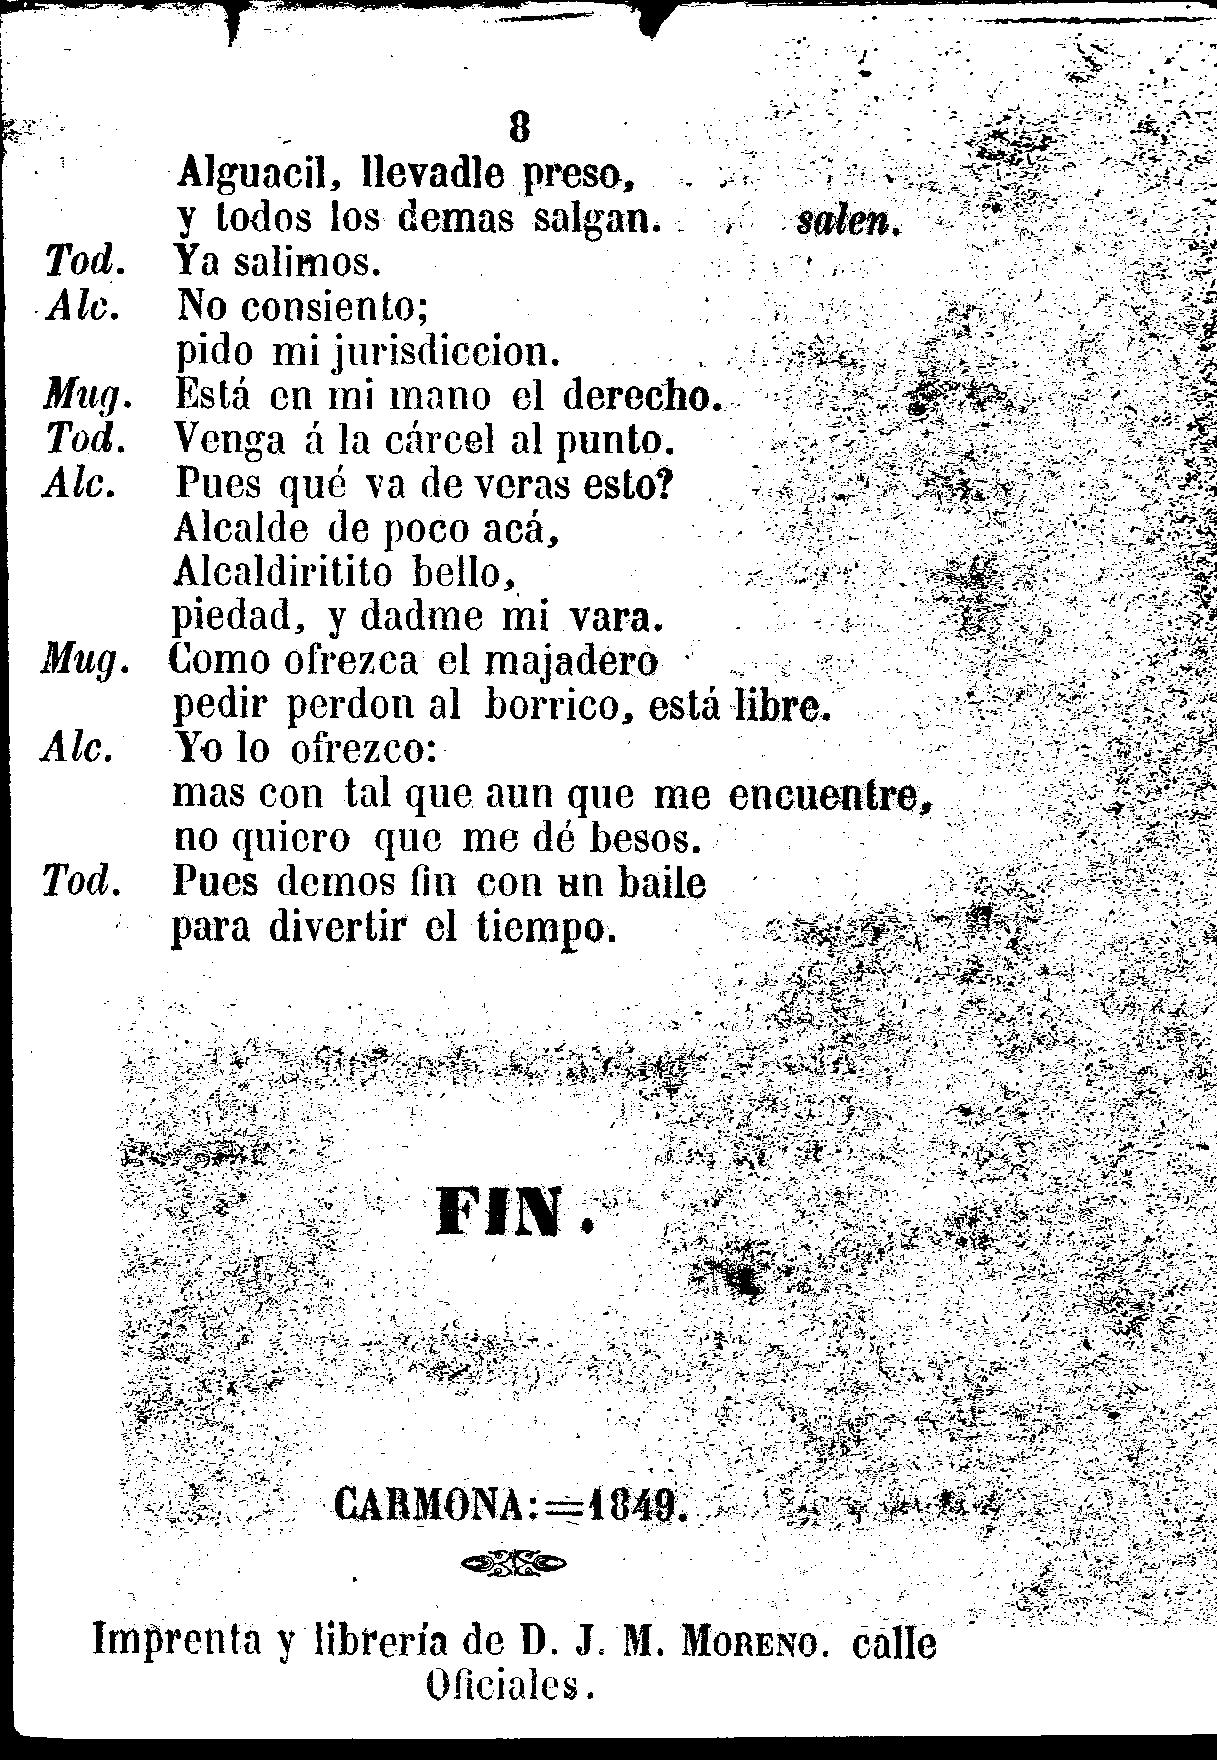 8
Alguacil, llevadle preso,
y todos los demas salgan. salen.
Tod. Ya salimos.
Alc. No consiento;
pido mi jurisdiccion.
Mug. Está en mi mano el derecho.
Tod. Venga á la cárcel al punto.
Alc. Pues qué va de veras esto?
Alcalde de poco acá,
Alcaldiritito bello,
piedad, y dadme mi vara.
Mug. Como ofrezca el majadero
pedir perdon al borrico, está libre.
Alc. Yo lo ofrezco:
mas con tal que aun que me encuentre,
no quiero que me dé besos.
Tod. Pues demos fin con un baile
para divertir el tiempo.
FIN.
CARMONA:=1849.
Imprenta y librería de D. J. M. MORENO. calle
Oficiales.